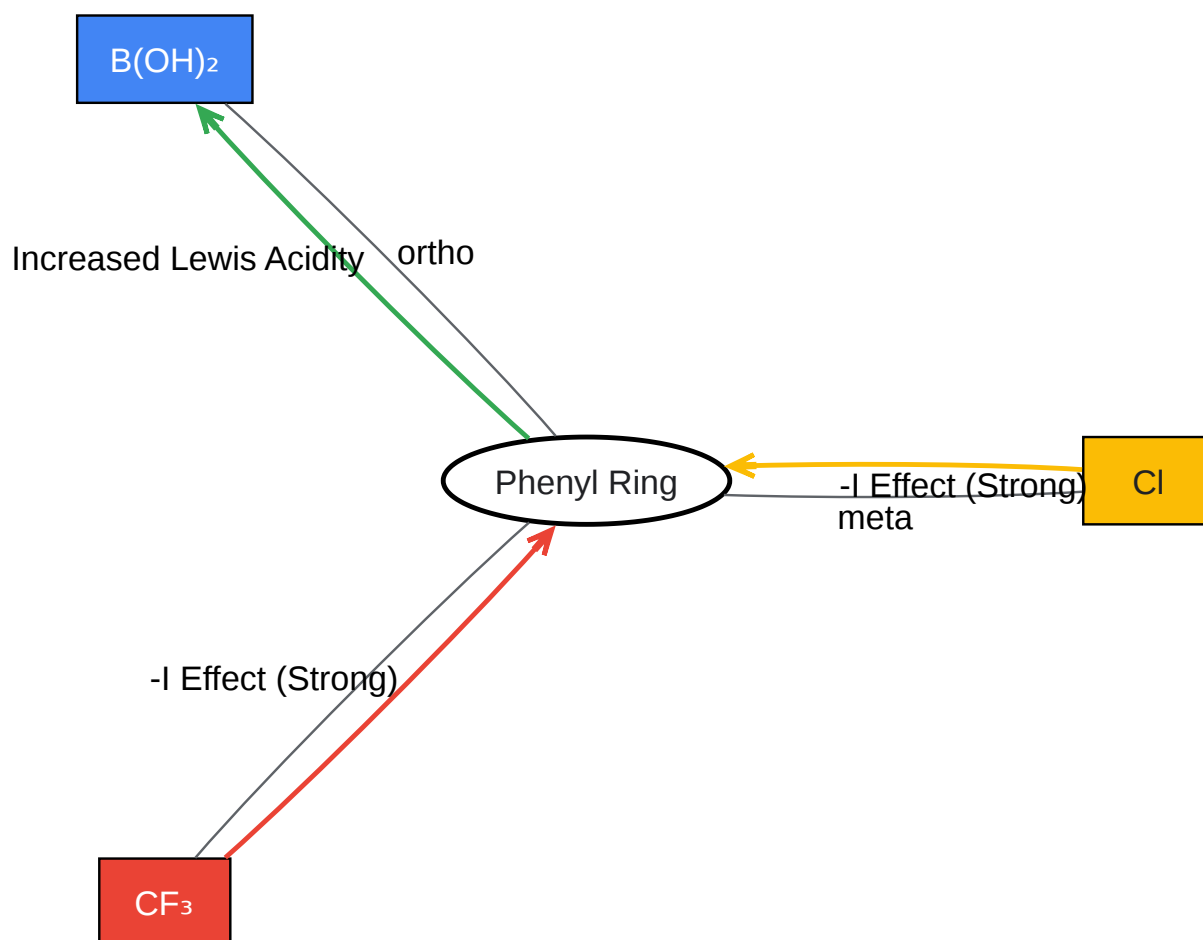 B(OH)₂
Increased Lewis Acidity
ortho
Phenyl Ring
-I Effect (Strong)
meta
Cl
-I Effect (Strong)
CF₃